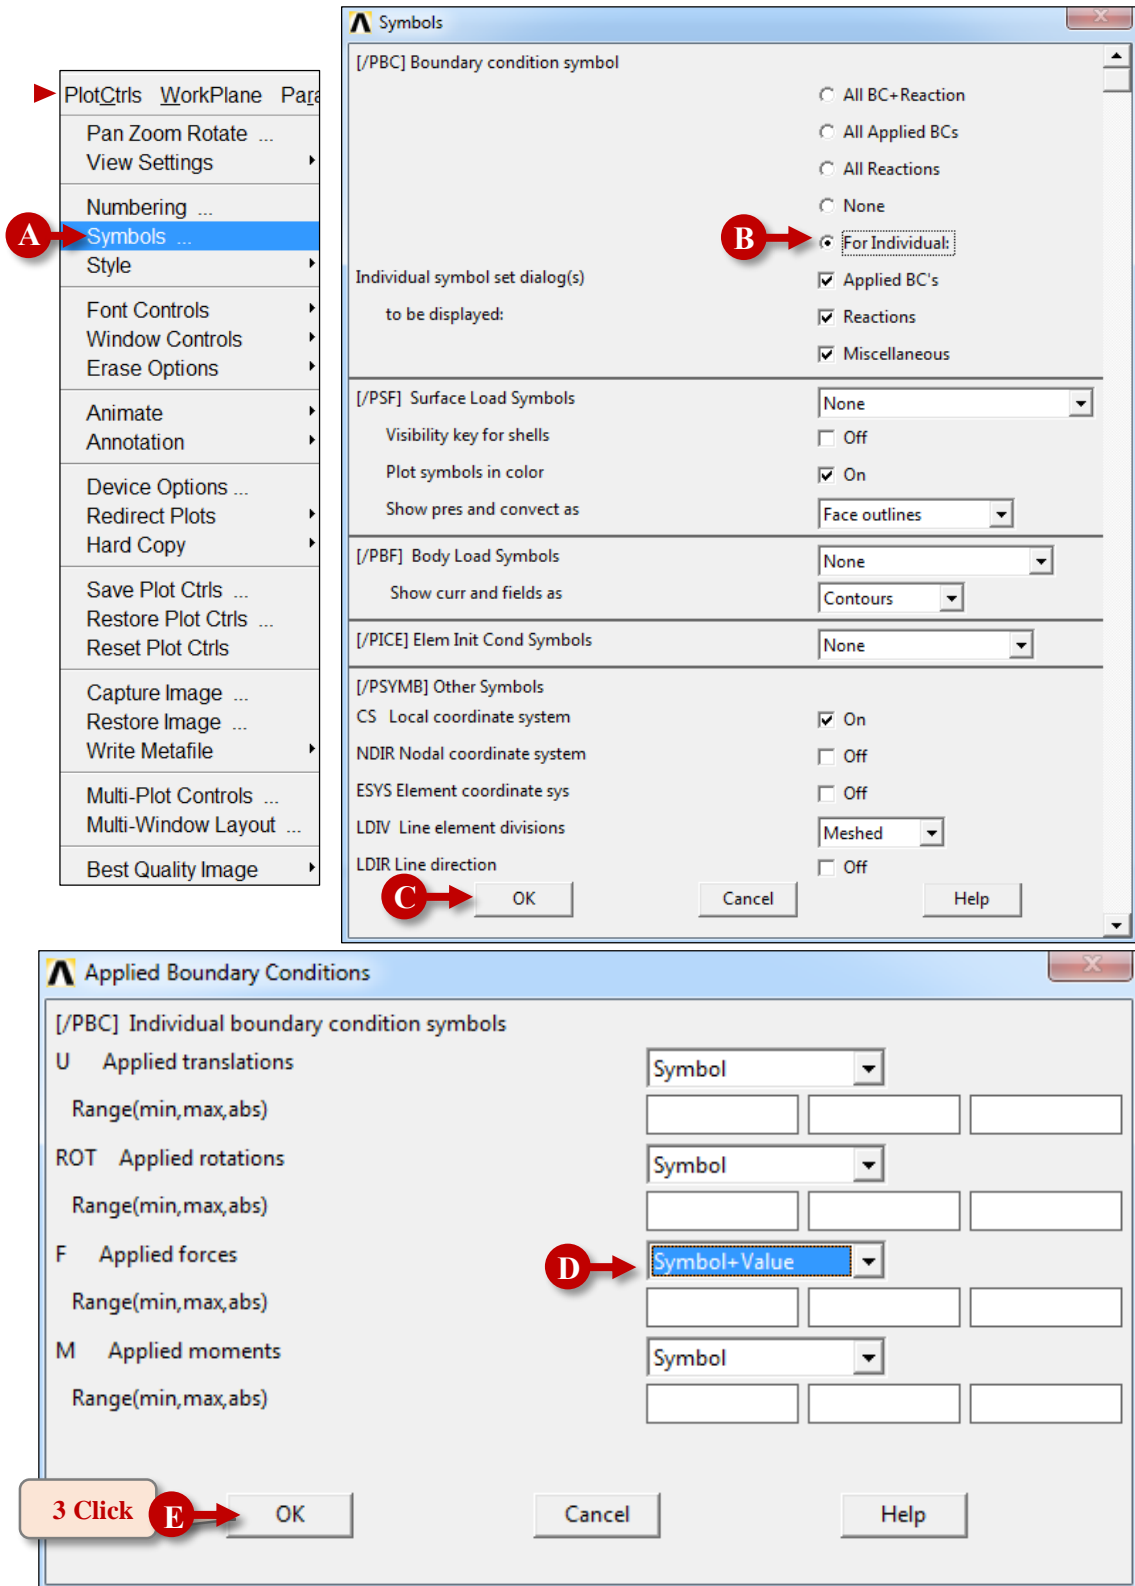 PlotCtrls WorkPlane Para
Pan Zoom Rotate ...
View Settings
Numbering ...
A
Symbols ...
Style
Font Controls
Window Controls
Erase Options
Animate
Annotation
Device Options ...
Redirect Plots
Hard Copy
Save Plot Ctrls ...
Restore Plot Ctrls ...
Reset Plot Ctrls
Capture Image ...
Restore Image ...
Write Metafile
Multi-Plot Controls ...
Multi-Window Layout ...
Best Quality Image
Symbols
[/PBC] Boundary condition symbol
All BC+Reaction
All Applied BCs
All Reactions
None
B For Individual:
Individual symbol set dialog(s) Applied BC's
to be displayed: Reactions
Miscellaneous
[/PSF] Surface Load Symbols None
Visibility key for shells Off
Plot symbols in color On
Show pres and convect as Face outlines
[/PBF] Body Load Symbols None
Show curr and fields as Contours
[/PICE] Elem Init Cond Symbols None
[/PSYMB] Other Symbols
CS Local coordinate system On
NDIR Nodal coordinate system Off
ESYS Element coordinate sys Off
LDIV Line element divisions Meshed
LDIR Line direction Off
C OK Cancel Help
Applied Boundary Conditions
[/PBC] Individual boundary condition symbols
U Applied translations Symbol
Range(min,max,abs)
ROT Applied rotations Symbol
Range(min,max,abs)
F Applied forces D Symbol+Value
Range(min,max,abs)
M Applied moments Symbol
Range(min,max,abs)
3 Click E OK Cancel Help